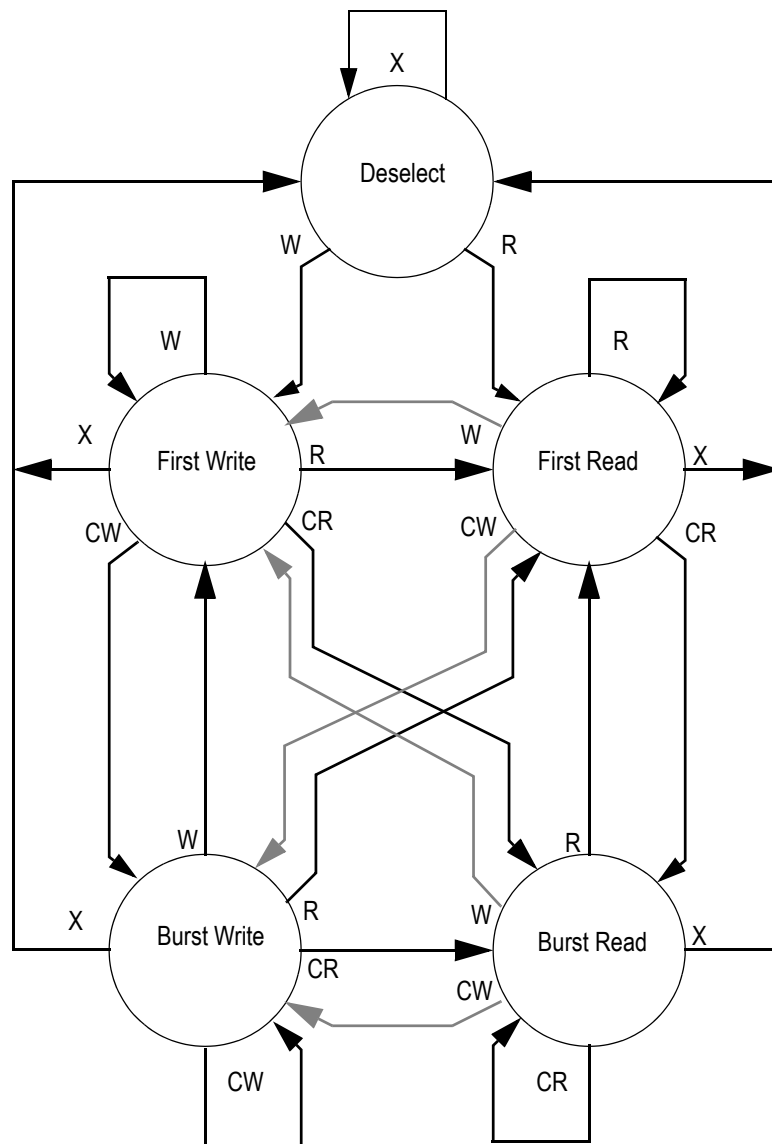 X
Deselect
W
R
W
R
X
First Write
R
W
First Read
X
CW
CR
CW
CR
W
R
X
Burst Write
R
W
Burst Read
X
CR
CW
CW
CR